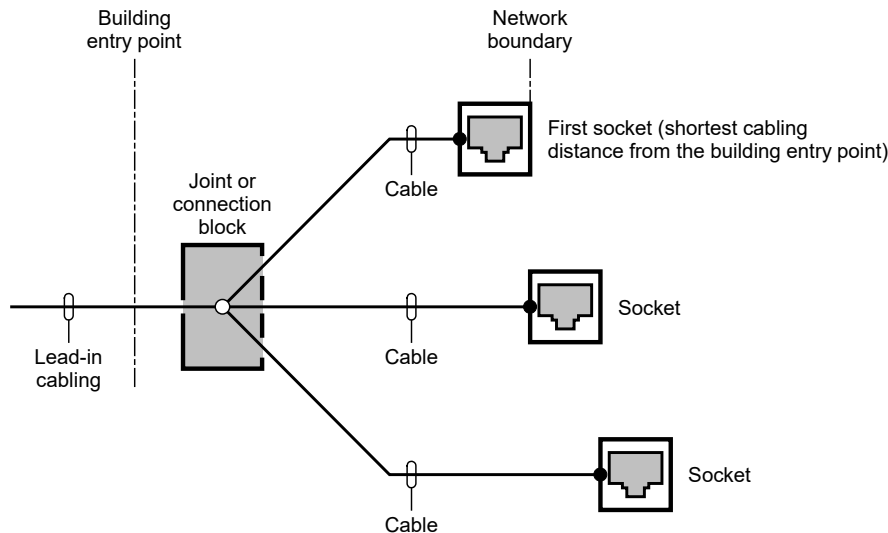 Building
entry point
Network
boundary
First socket (shortest cabling
distance from the building entry point)
Cable
Joint or
connection
block
Socket
Lead-in
cabling
Cable
Socket
Cable